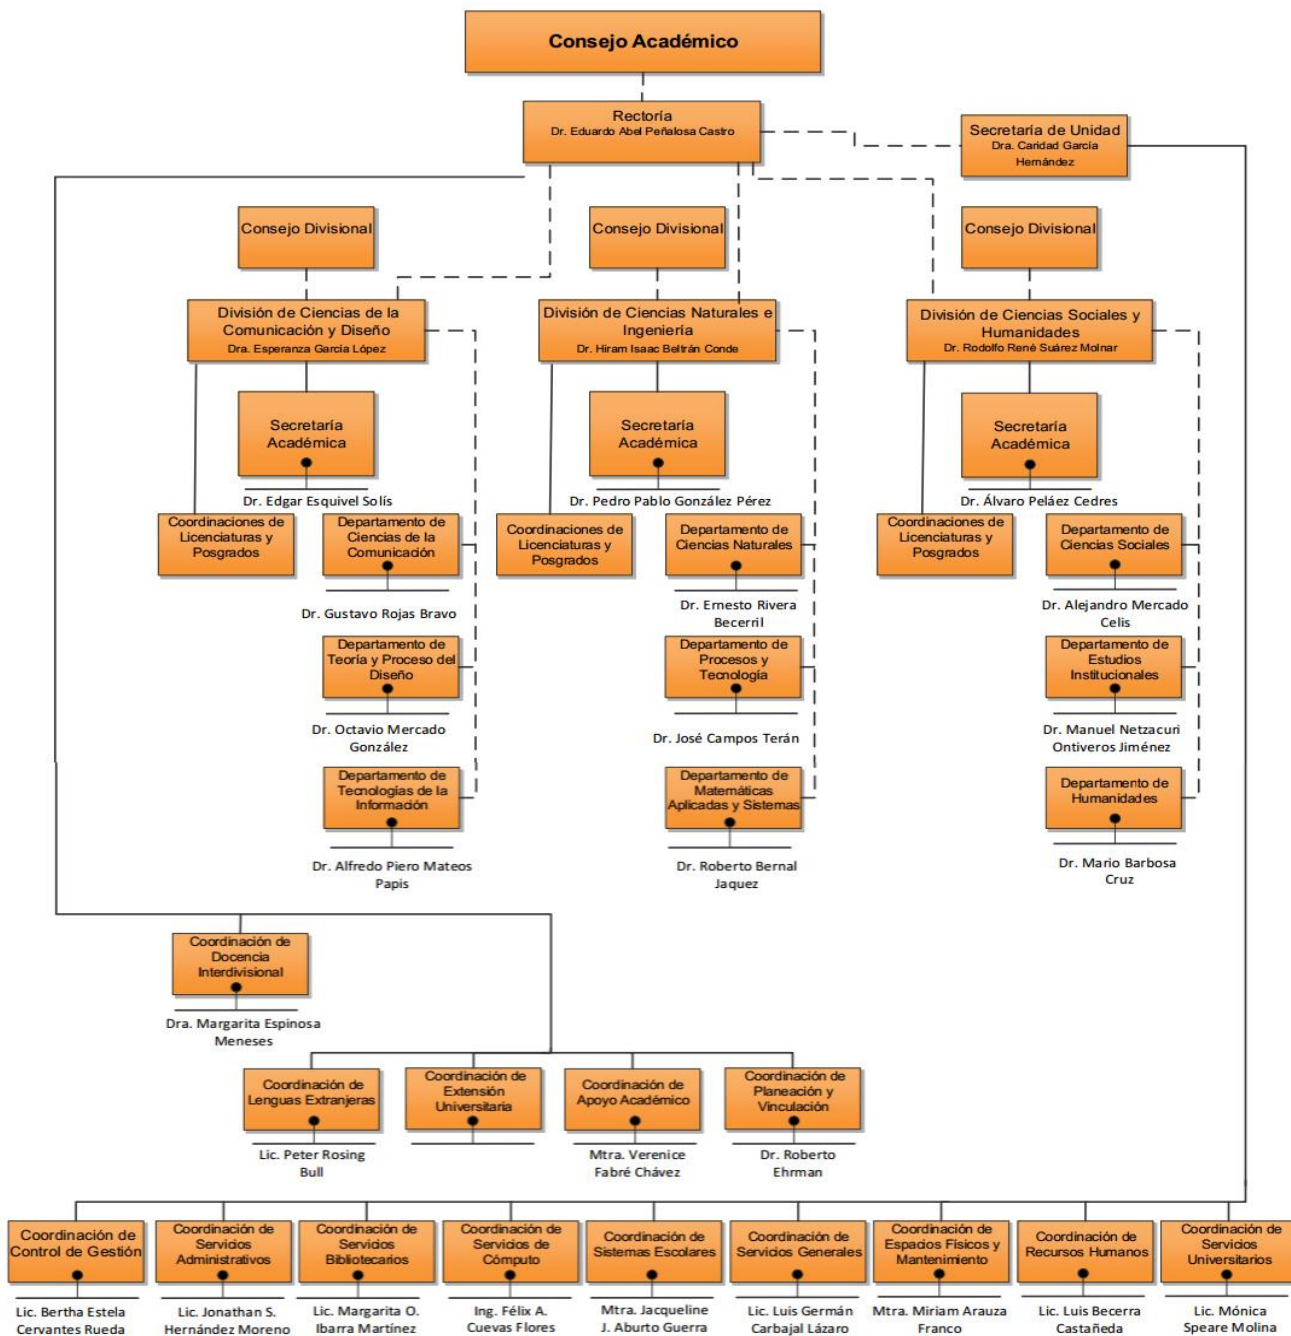 Consejo Académico
Rectoría
Dr. Eduardo Abel Peñalosa Castro
Secretaría de Unidad
Dra. Caridad García
Hernández
Consejo Divisional
Consejo Divisional
Consejo Divisional
División de Ciencias de la
Comunicación y Diseño
Dra. Esperanza García López
División de Ciencias Naturales e
Ingeniería
Dr. Hiram Isaac Beltrán Conde
División de Ciencias Sociales y
Humanidades
Dr. Rodolfo René Suárez Molnar
Secretaría
Académica
Dr. Edgar Esquivel Solís
Secretaría
Académica
Dr. Pedro Pablo González Pérez
Secretaría
Académica
Dr. Álvaro Peláez Cedres
Coordinaciones de
Licenciaturas y
Posgrados
Departamento de
Ciencias de la
Comunicación
Dr. Gustavo Rojas Bravo
Coordinaciones de
Licenciaturas y
Posgrados
Departamento de
Ciencias Naturales
Dr. Ernesto Rivera
Becerril
Coordinaciones de
Licenciaturas y
Posgrados
Departamento de
Ciencias Sociales
Dr. Alejandro Mercado
Celis
Departamento de
Teoría y Proceso del
Diseño
Dr. Octavio Mercado
González
Departamento de
Procesos y
Tecnología
Dr. José Campos Terán
Departamento de
Estudios
Institucionales
Dr. Manuel Netzacuri
Ontiveros Jiménez
Departamento de
Tecnologías de la
Información
Dr. Alfredo Piero Mateos
Papis
Departamento de
Matemáticas
Aplicadas y Sistemas
Dr. Roberto Bernal
Jaquez
Departamento de
Humanidades
Dr. Mario Barbosa
Cruz
Coordinación de
Docencia
Interdivisional
Dra. Margarita Espinosa
Meneses
Coordinación de
Lenguas Extranjeras
Lic. Peter Rosing
Bull
Coordinación de
Extensión
Universitaria
Coordinación de
Apoyo Académico
Mtra. Verenice
Fabré Chávez
Coordinación de
Planeación y
Vinculación
Dr. Roberto
Ehrman
Coordinación de
Control de Gestión
Lic. Bertha Estela
Cervantes Rueda
Coordinación de
Servicios
Administrativos
Lic. Jonathan S.
Hernández Moreno
Coordinación de
Servicios
Bibliotecarios
Lic. Margarita O.
Ibarra Martínez
Coordinación de
Servicios de
Cómputo
Ing. Félix A.
Cuevas Flores
Coordinación de
Sistemas Escolares
Mtra. Jacqueline
J. Aburto Guerra
Coordinación de
Servicios Generales
Lic. Luis Germán
Carbajal Lázaro
Coordinación de
Espacios Físicos y
Mantenimiento
Mtra. Miriam Arauza
Franco
Coordinación de
Recursos Humanos
Lic. Luis Becerra
Castañeda
Coordinación de
Servicios
Universitarios
Lic. Mónica
Speare Molina